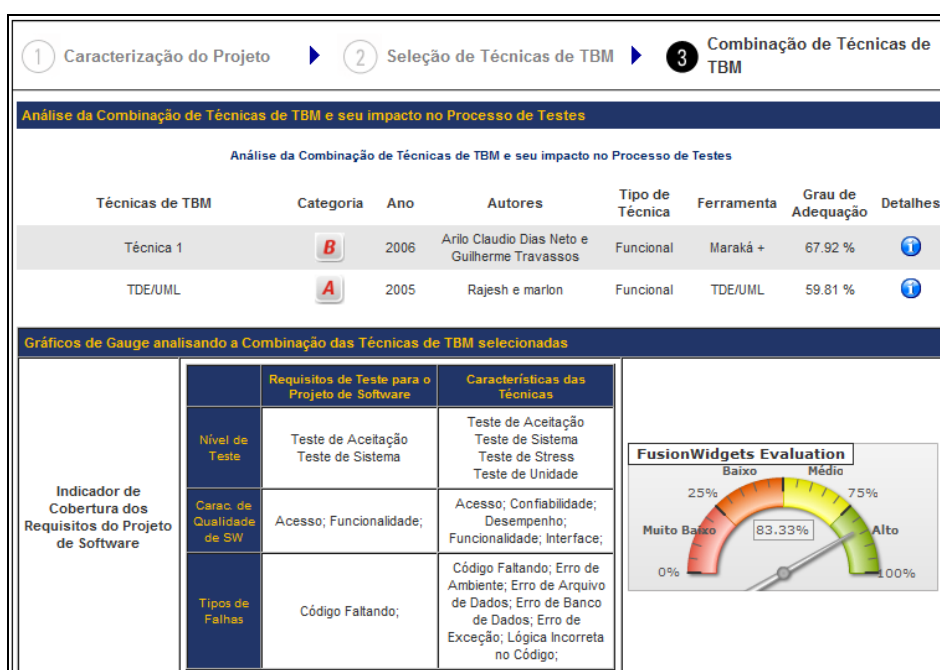 1 Caracterização do Projeto
2 Seleção de Técnicas de TBM
3 Combinação de Técnicas de
TBM
Análise da Combinação de Técnicas de TBM e seu impacto no Processo de Testes
Análise da Combinação de Técnicas de TBM e seu impacto no Processo de Testes
Técnicas de TBM
Categoria
Ano
Autores
Tipo de
Técnica
Ferramenta
Grau de
Adequação
Detalhes
Técnica 1
B
2006
Arilo Claudio Dias Neto e
Guilherme Travassos
Funcional
Maraká +
67.92 %
i
TDE/UML
A
2005
Rajesh e marlon
Funcional
TDE/UML
59.81 %
i
Gráficos de Gauge analisando a Combinação das Técnicas de TBM selecionadas
Indicador de
Cobertura dos
Requisitos do Projeto
de Software
Requisitos de Teste para o
Projeto de Software
Características das
Técnicas
Nível de
Teste
Teste de Aceitação
Teste de Sistema
Teste de Aceitação
Teste de Sistema
Teste de Stress
Teste de Unidade
Carac. de
Qualidade
de SW
Acesso; Funcionalidade;
Acesso; Confiabilidade;
Desempenho;
Funcionalidade; Interface;
Tipos de
Falhas
Código Faltando;
Código Faltando; Erro de
Ambiente; Erro de Arquivo
de Dados; Erro de Banco
de Dados; Erro de
Exceção; Lógica Incorreta
no Código;
FusionWidgets Evaluation
Baixo
Médio
25%
75%
Muito Baixo
83.33%
Alto
0%
100%